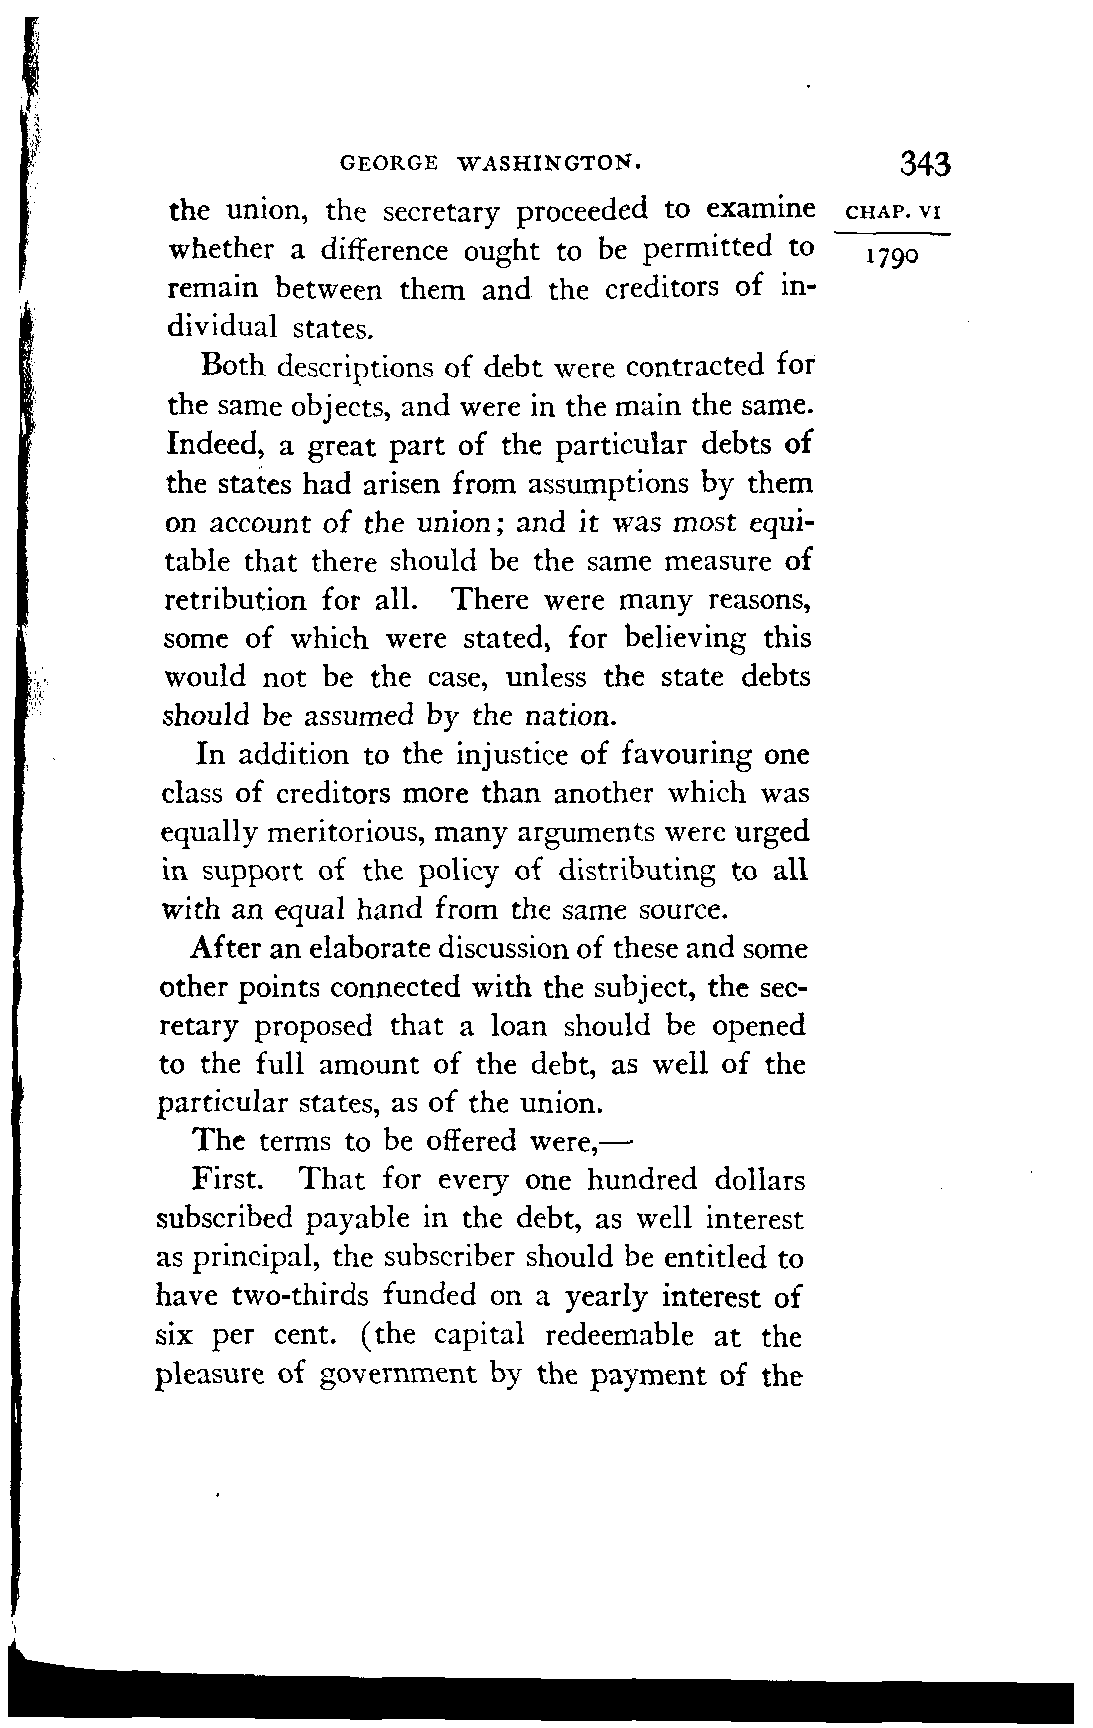 GEORGE WASHINGTON. 343
the union, the secretary proceeded to examine CHAP. VI
whether a difference ought to be permitted to 1790
remain between them and the creditors of in-
dividual states.
Both descriptions of debt were contracted for
the same objects, and were in the main the same.
Indeed, a great part of the particular debts of
the states had arisen from assumptions by them
on account of the union; and it was most equi-
table that there should be the same measure of
retribution for all. There were many reasons,
some of which were stated, for believing this
would not be the case, unless the state debts
should be assumed by the nation.
In addition to the injustice of favouring one
class of creditors more than another which was
equally meritorious, many arguments were urged
in support of the policy of distributing to all
with an equal hand from the same source.
After an elaborate discussion of these and some
other points connected with the subject, the sec-
retary proposed that a loan should be opened
to the full amount of the debt, as well of the
particular states, as of the union.
The terms to be offered were,—
First. That for every one hundred dollars
subscribed payable in the debt, as well interest
as principal, the subscriber should be entitled to
have two-thirds funded on a yearly interest of
six per cent. (the capital redeemable at the
pleasure of government by the payment of the